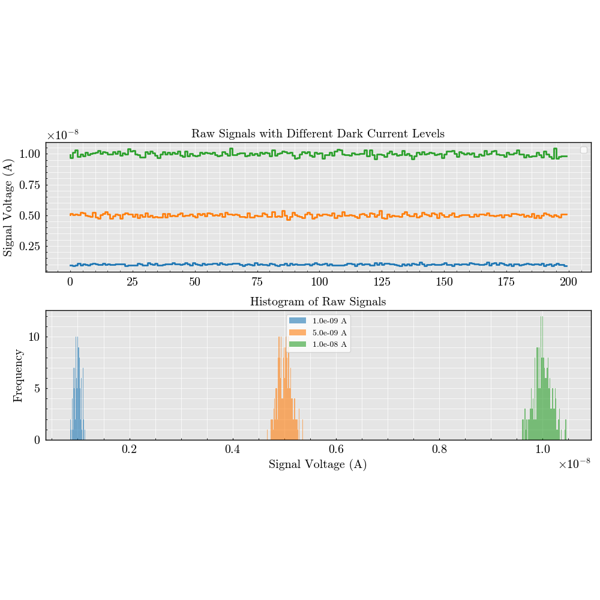 Raw Signals with Different Dark Current Levels
×10⁻⁸
1.00
0.75
0.50
0.25
Signal Voltage (A)
0 25 50 75 100 125 150 175 200
Histogram of Raw Signals
1.0e-09 A
5.0e-09 A
1.0e-08 A
10
5
0
Frequency
0.2 0.4 0.6 0.8 1.0
Signal Voltage (A)
×10⁻⁸